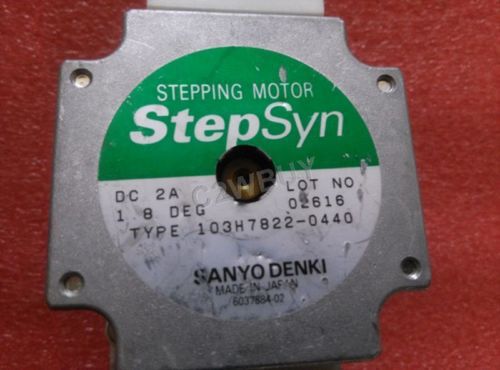 STEPPING MOTOR
StepSyn
DC 2A LOT NO
1.8 DEG 02616
TYPE 103H7822-0440
C2WBUY
SANYO DENKI
MADE IN JAPAN
6037884-02